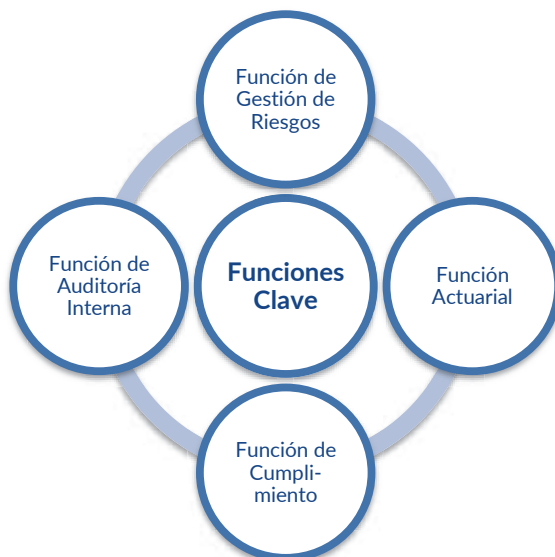 Función de
Gestión de
Riesgos
Función de
Auditoría
Interna
Funciones
Clave
Función
Actuarial
Función de
Cumpli-
miento